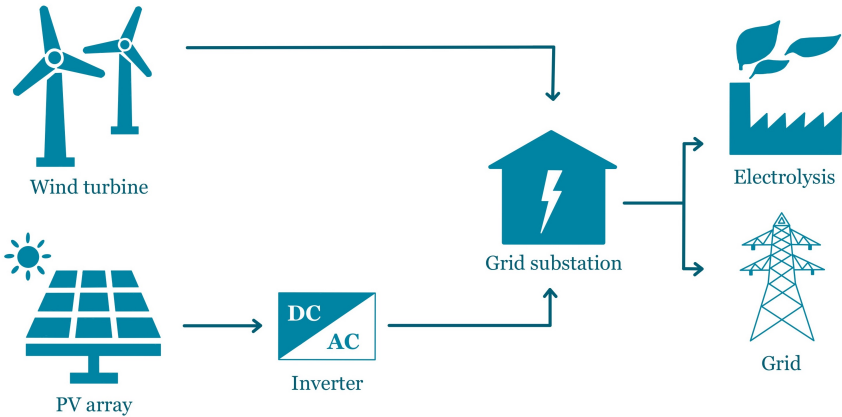 Wind turbine
Electrolysis
Grid substation
DC
AC
Inverter
Grid
PV array